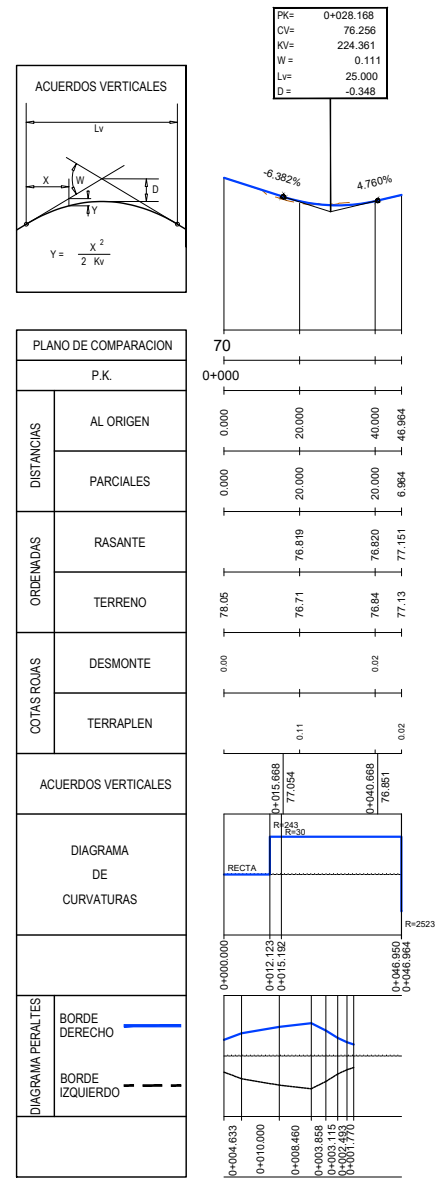 PK= 0+028.168
CV= 76.256
KV= 224.361
W = 0.111
Lv= 25.000
D = -0.348
ACUERDOS VERTICALES
Lv
X
W
D
Y
Y = X 2
2 Kv
-6.382%
4.760%
PLANO DE COMPARACION 70
P.K. 0+000
DISTANCIAS
AL ORIGEN 0.000 20.000 40.000 46.964
PARCIALES 0.000 20.000 20.000 6.964
ORDENADAS
RASANTE 76.819 76.820 77.151
TERRENO 78.05 76.71 76.84 77.13
COTAS ROJAS
DESMONTE 0.00 0.02
TERRAPLEN 0.11 0.02
ACUERDOS VERTICALES
0+015.668
77.054
0+040.668
76.851
DIAGRAMA
DE
CURVATURAS
RECTA
R=243
R=30
R=2523
0+000.000
0+012.123
0+015.192
0+046.950
0+046.964
DIAGRAMA PERALTES
BORDE
DERECHO
BORDE
IZQUIERDO
0+004.633
0+010.000
0+008.460
0+003.858
0+003.115
0+002.493
0+001.770